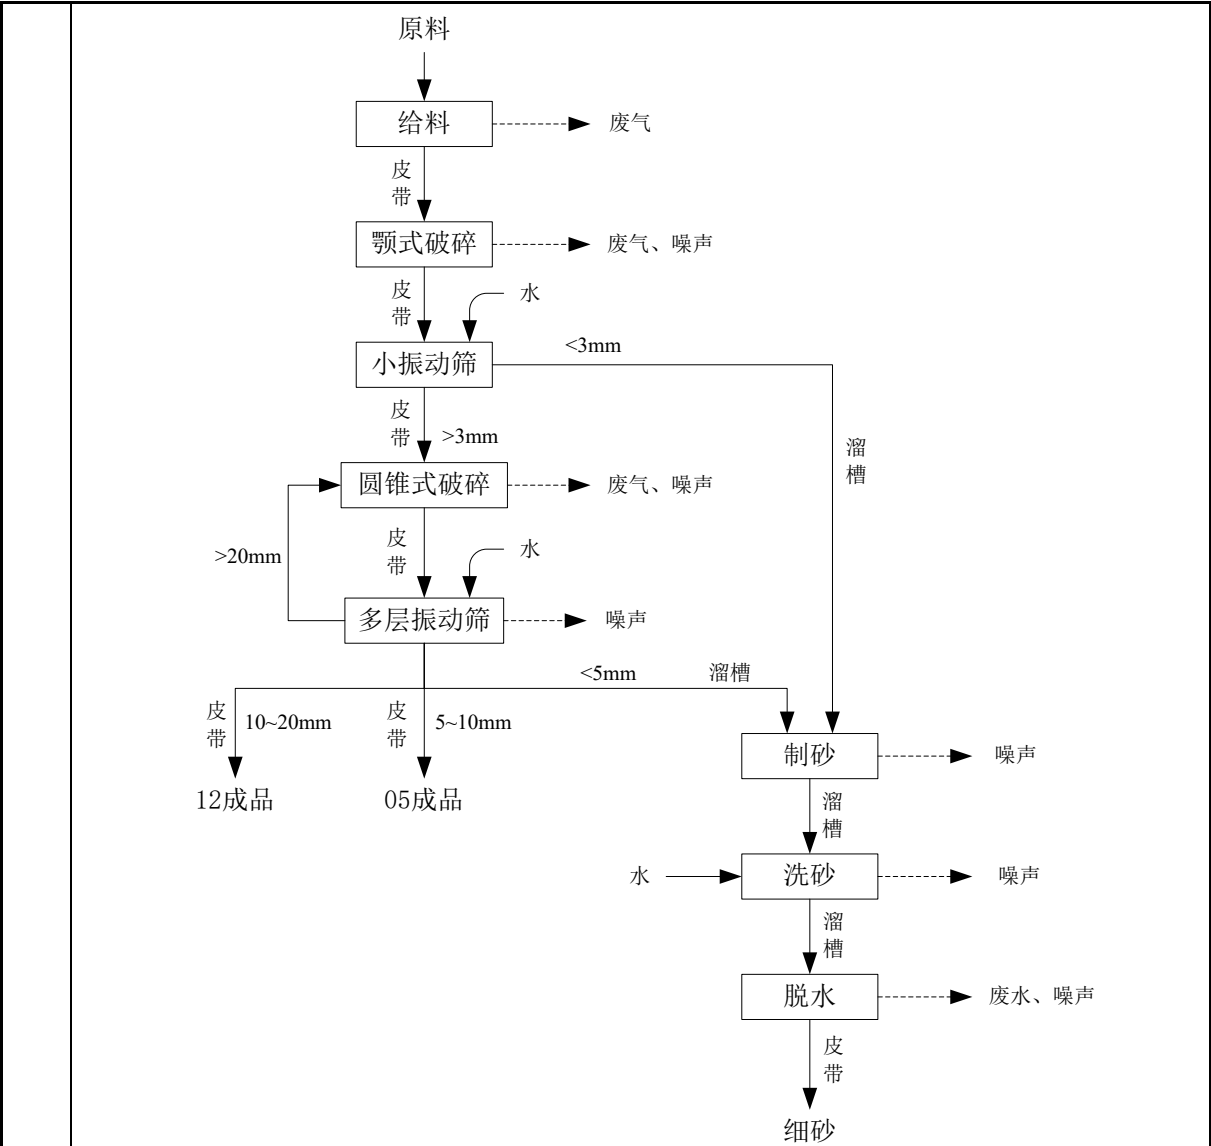 原料
给料
废气
皮带
颚式破碎
废气、噪声
皮带
水
小振动筛
<3mm
皮带
>3mm
溜槽
圆锥式破碎
废气、噪声
>20mm
皮带
水
多层振动筛
噪声
<5mm
溜槽
皮带
10~20mm
皮带
5~10mm
制砂
噪声
12成品
05成品
溜槽
水
洗砂
噪声
溜槽
脱水
废水、噪声
皮带
细砂